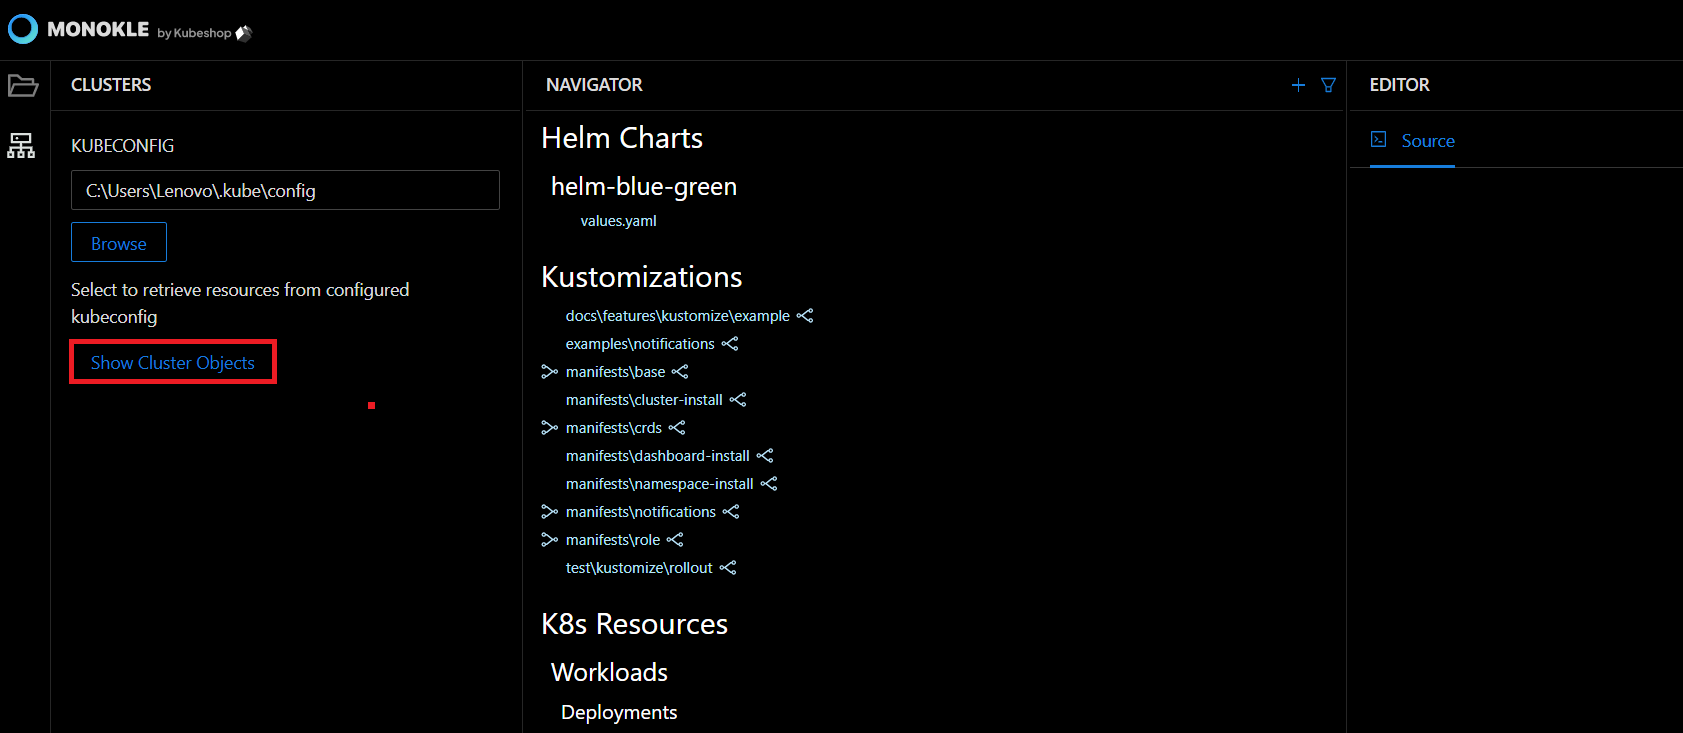 MONOKLE by Kubeshop
CLUSTERS
KUBECONFIG
C:\Users\Lenovo\.kube\config
Browse
Select to retrieve resources from configured
kubeconfig
Show Cluster Objects
NAVIGATOR
Helm Charts
helm-blue-green
values.yaml
Kustomizations
docs\features\kustomize\example
examples\notifications
manifests\base
manifests\cluster-install
manifests\crds
manifests\dashboard-install
manifests\namespace-install
manifests\notifications
manifests\role
test\kustomize\rollout
K8s Resources
Workloads
Deployments
EDITOR
Source